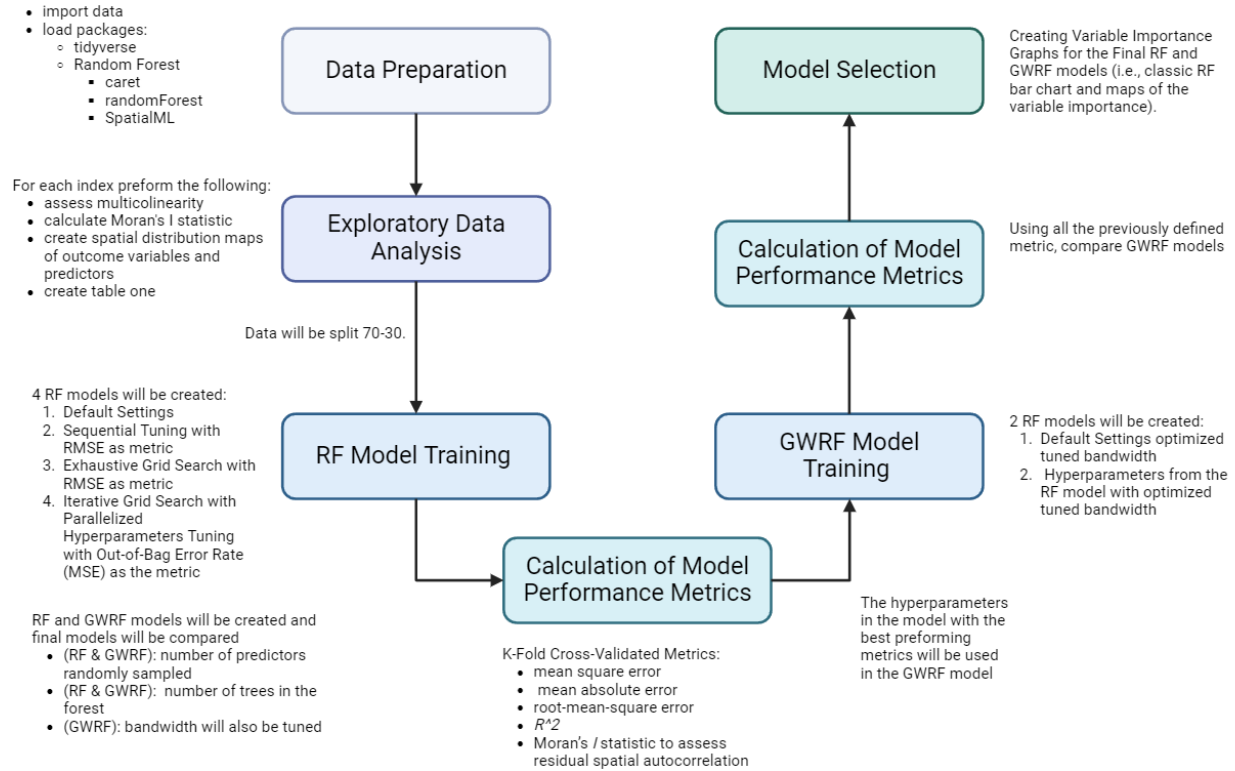 • import data
• load packages:
◦ tidyverse
◦ Random Forest
▪ caret
▪ randomForest
▪ SpatialML
Data Preparation
For each index preform the following:
• assess multicolinearity
• calculate Moran's I statistic
• create spatial distribution maps
of outcome variables and
predictors
• create table one
Exploratory Data
Analysis
Data will be split 70-30.
4 RF models will be created:
1. Default Settings
2. Sequential Tuning with
RMSE as metric
3. Exhaustive Grid Search with
RMSE as metric
4. Iterative Grid Search with
Parallelized
Hyperparameters Tuning
with Out-of-Bag Error Rate
(MSE) as the metric
RF Model Training
RF and GWRF models will be created and
final models will be compared
• (RF & GWRF): number of predictors
randomly sampled
• (RF & GWRF): number of trees in the
forest
• (GWRF): bandwidth will also be tuned
Calculation of Model
Performance Metrics
K-Fold Cross-Validated Metrics:
• mean square error
• mean absolute error
• root-mean-square error
• R^2
• Moran's I statistic to assess
residual spatial autocorrelation
The hyperparameters
in the model with the
best preforming
metrics will be used
in the GWRF model
GWRF Model
Training
2 RF models will be created:
1. Default Settings optimized
tuned bandwidth
2. Hyperparameters from the
RF model with optimized
tuned bandwidth
Calculation of Model
Performance Metrics
Using all the previously defined
metric, compare GWRF models
Model Selection
Creating Variable Importance
Graphs for the Final RF and
GWRF models (i.e., classic RF
bar chart and maps of the
variable importance).